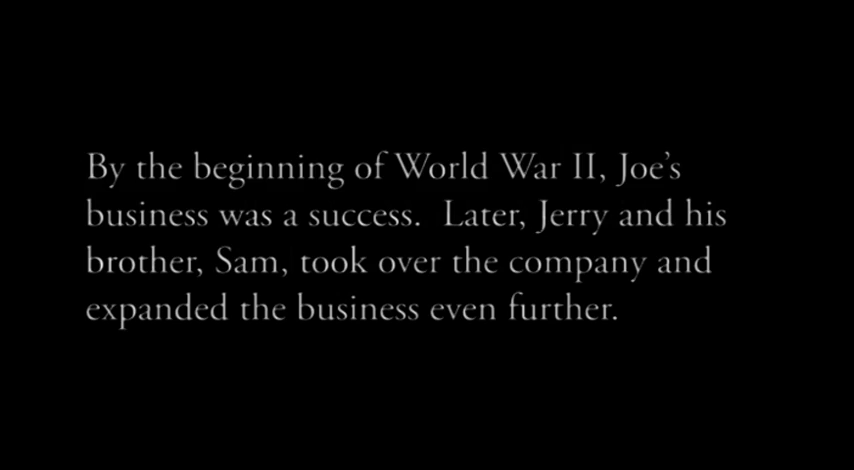 By the beginning of World War II, Joe’s
business was a success.  Later, Jerry and his
brother, Sam, took over the company and
expanded the business even further.